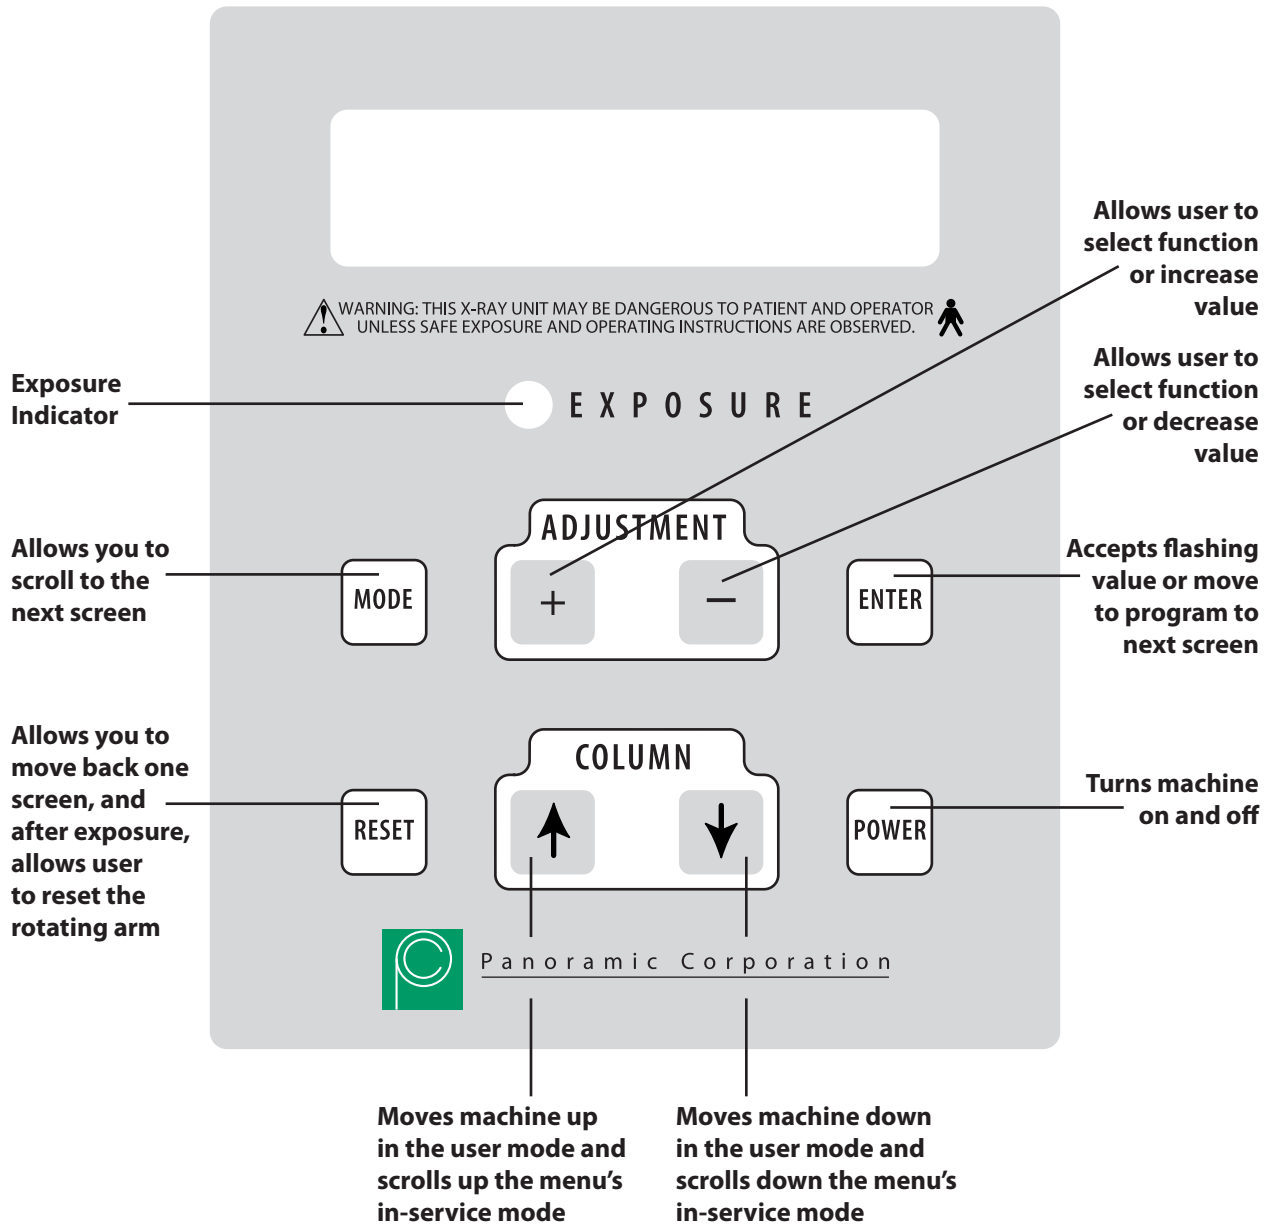 WARNING: THIS X-RAY UNIT MAY BE DANGEROUS TO PATIENT AND OPERATOR
UNLESS SAFE EXPOSURE AND OPERATING INSTRUCTIONS ARE OBSERVED.
Allows user to
select function
or increase
value
Exposure
Indicator
EXPOSURE
Allows user to
select function
or decrease
value
Allows you to
scroll to the
next screen
MODE
ADJUSTMENT
+
−
ENTER
Accepts flashing
value or move
to program to
next screen
Allows you to
move back one
screen, and
after exposure,
allows user
to reset the
rotating arm
RESET
COLUMN
POWER
Turns machine
on and off
Panoramic Corporation
Moves machine up
in the user mode and
scrolls up the menu’s
in-service mode
Moves machine down
in the user mode and
scrolls down the menu’s
in-service mode